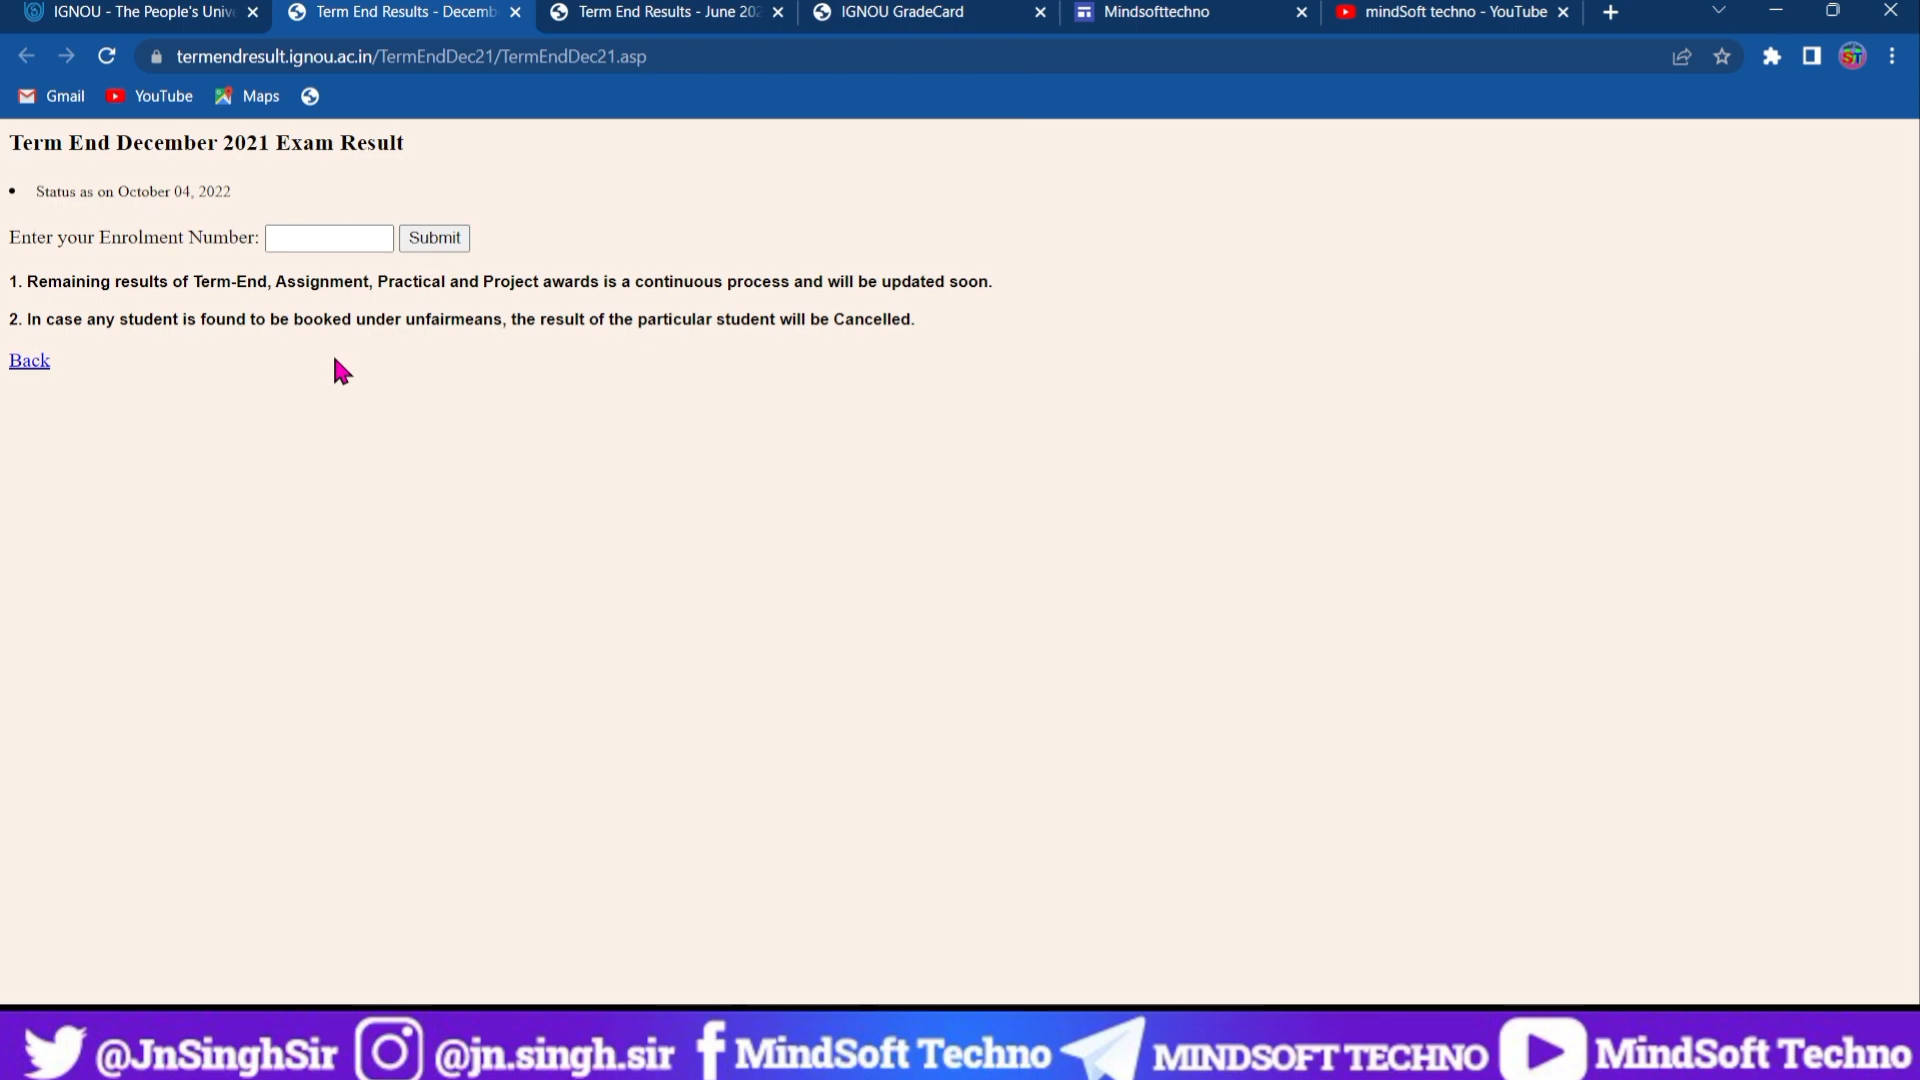 IGNOU - The People's Unive
Term End Results - Decemb
Term End Results - June 202
IGNOU GradeCard
Mindsofttechno
mindSoft techno - YouTube
termendresult.ignou.ac.in/TermEndDec21/TermEndDec21.asp
ST
Gmail
YouTube
Maps
Term End December 2021 Exam Result
• Status as on October 04, 2022
Enter your Enrolment Number:
Submit
1. Remaining results of Term-End, Assignment, Practical and Project awards is a continuous process and will be updated soon.
2. In case any student is found to be booked under unfairmeans, the result of the particular student will be Cancelled.
Back
@JnSinghSir @jn.singh.sir MindSoft Techno MINDSOFT TECHNO MindSoft Techno